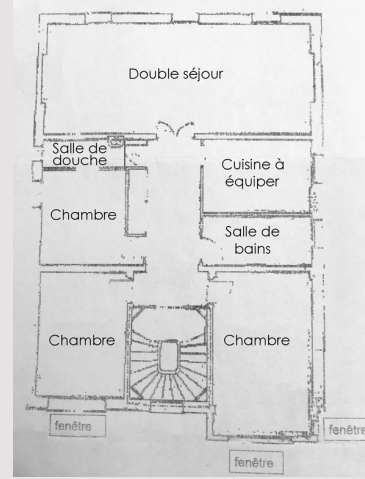 Double séjour
Salle de
douche
Cuisine à
équiper
Chambre
Salle de
bains
Chambre
Chambre
fenêtre
fenêtre
fenêtre